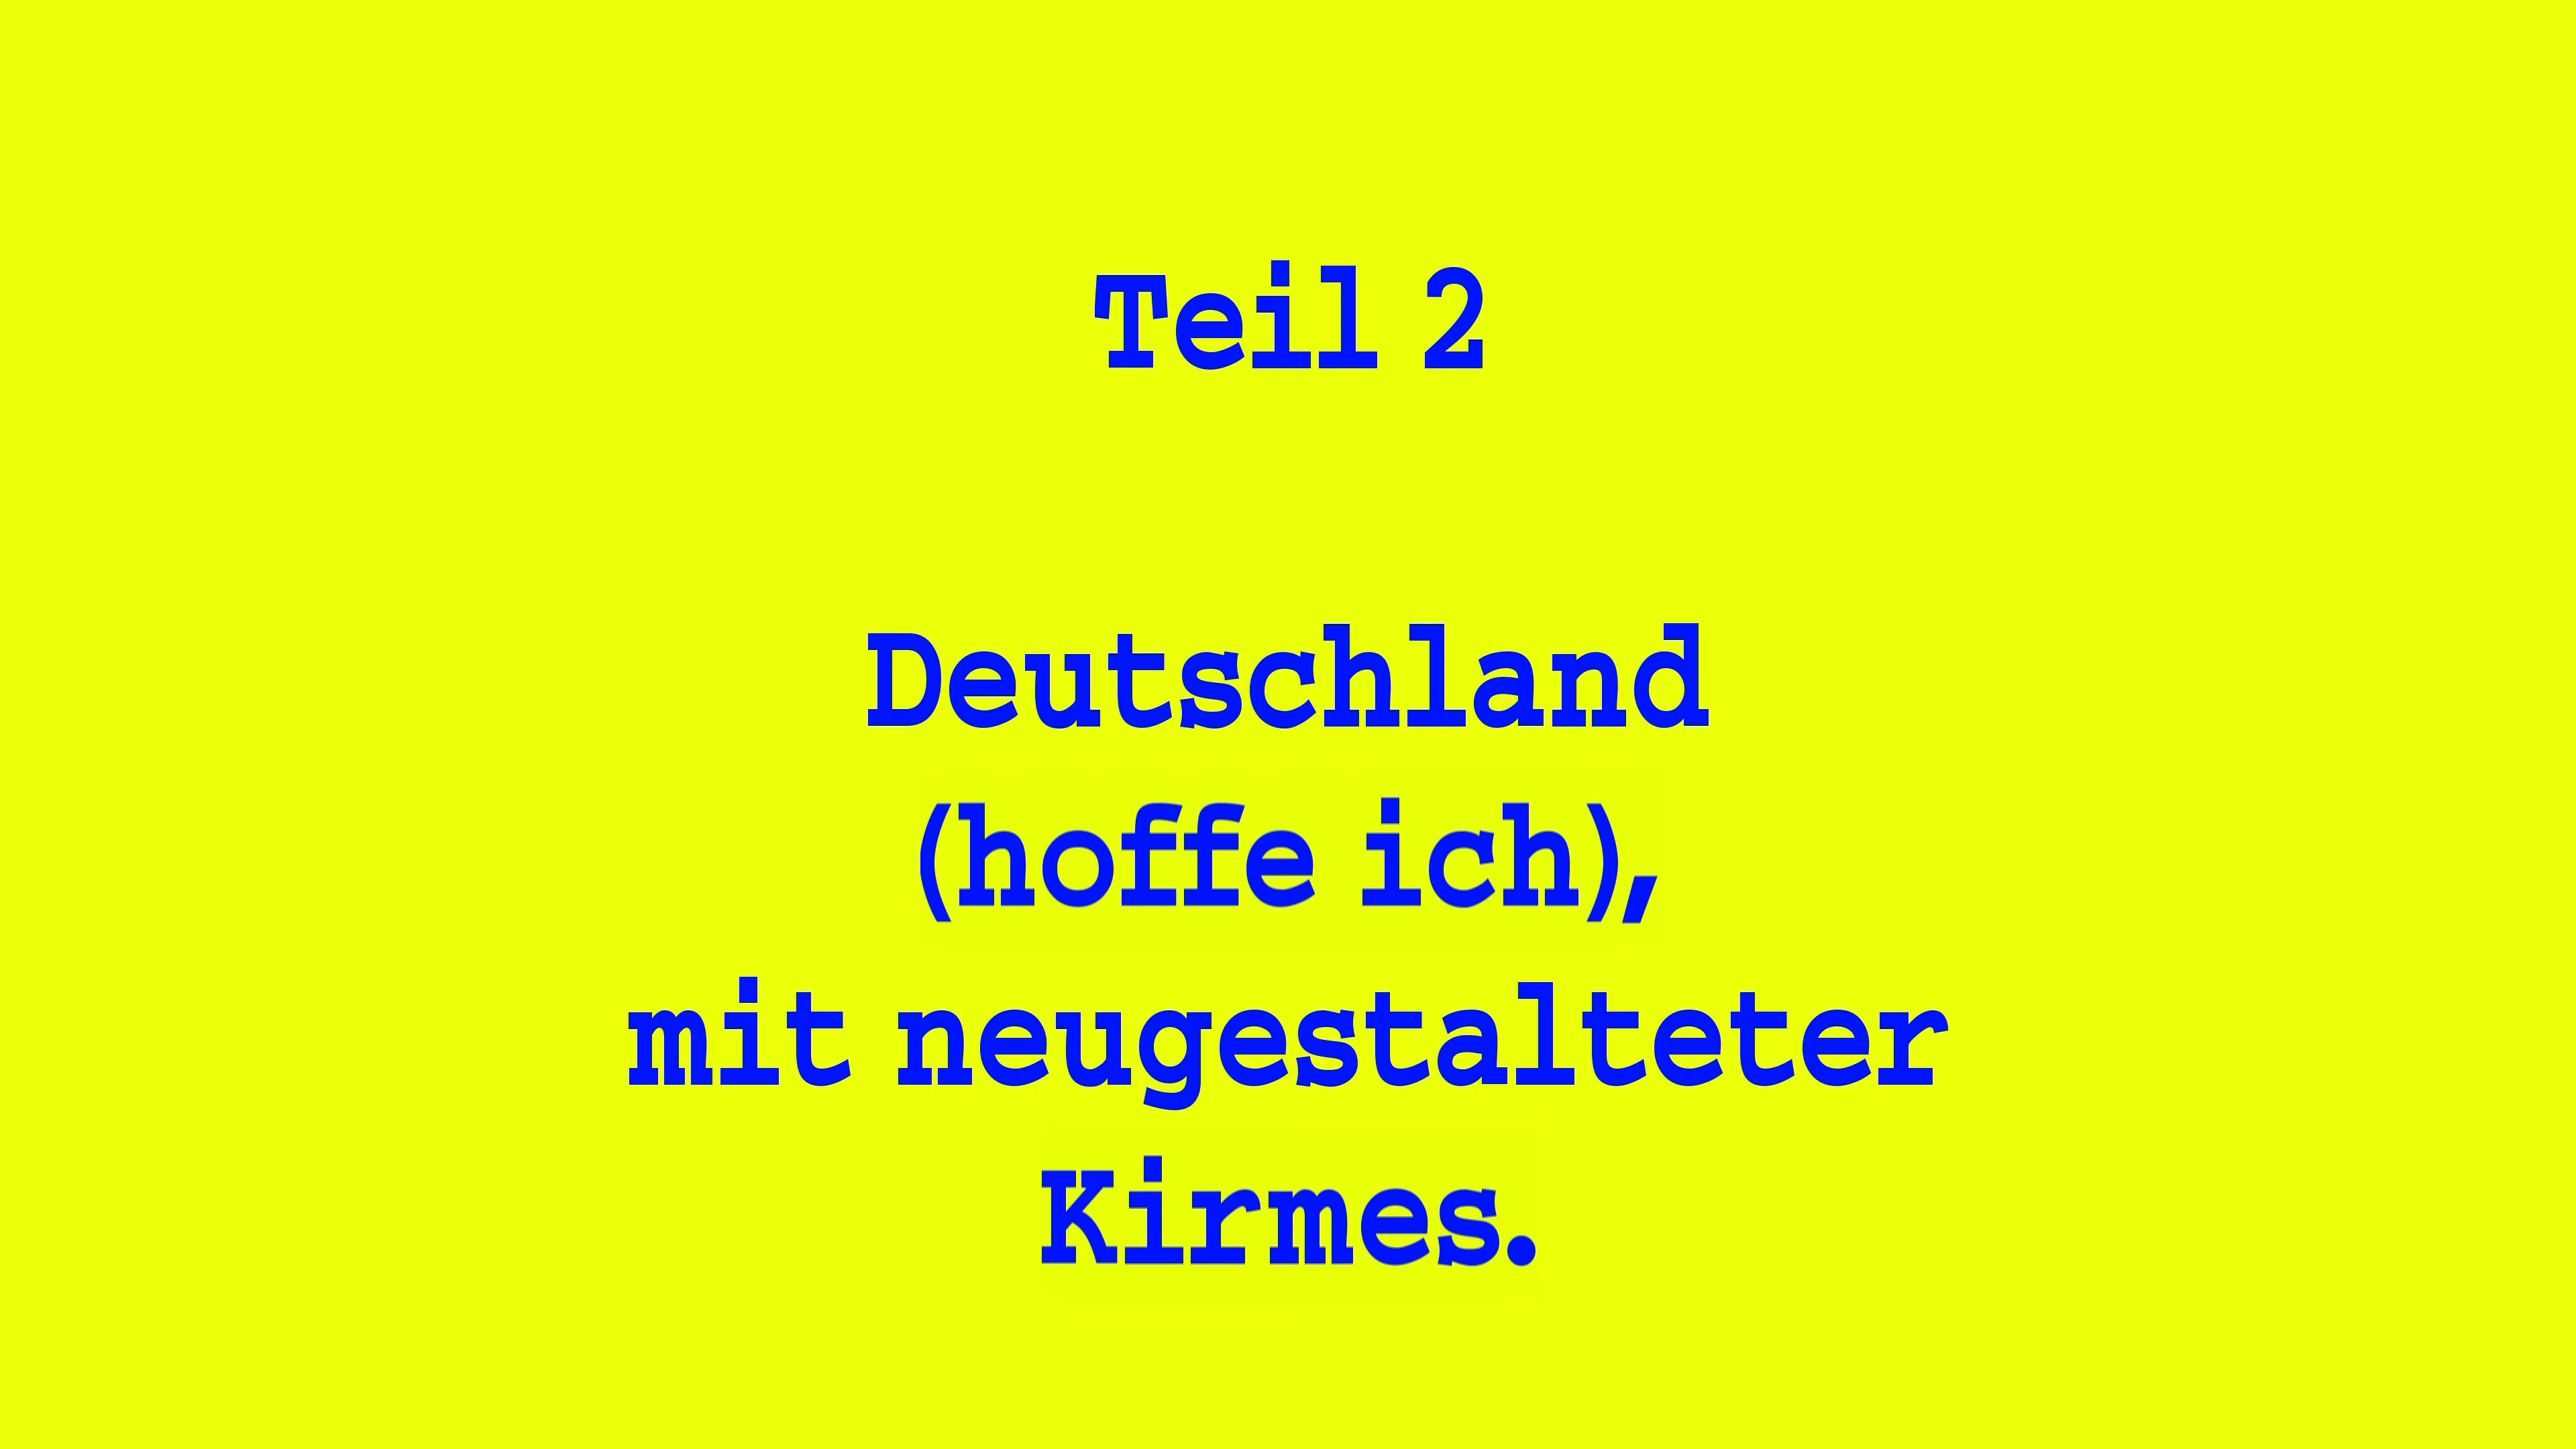 Teil 2
Deutschland
(hoffe ich),
mit neugestalteter
Kirmes.